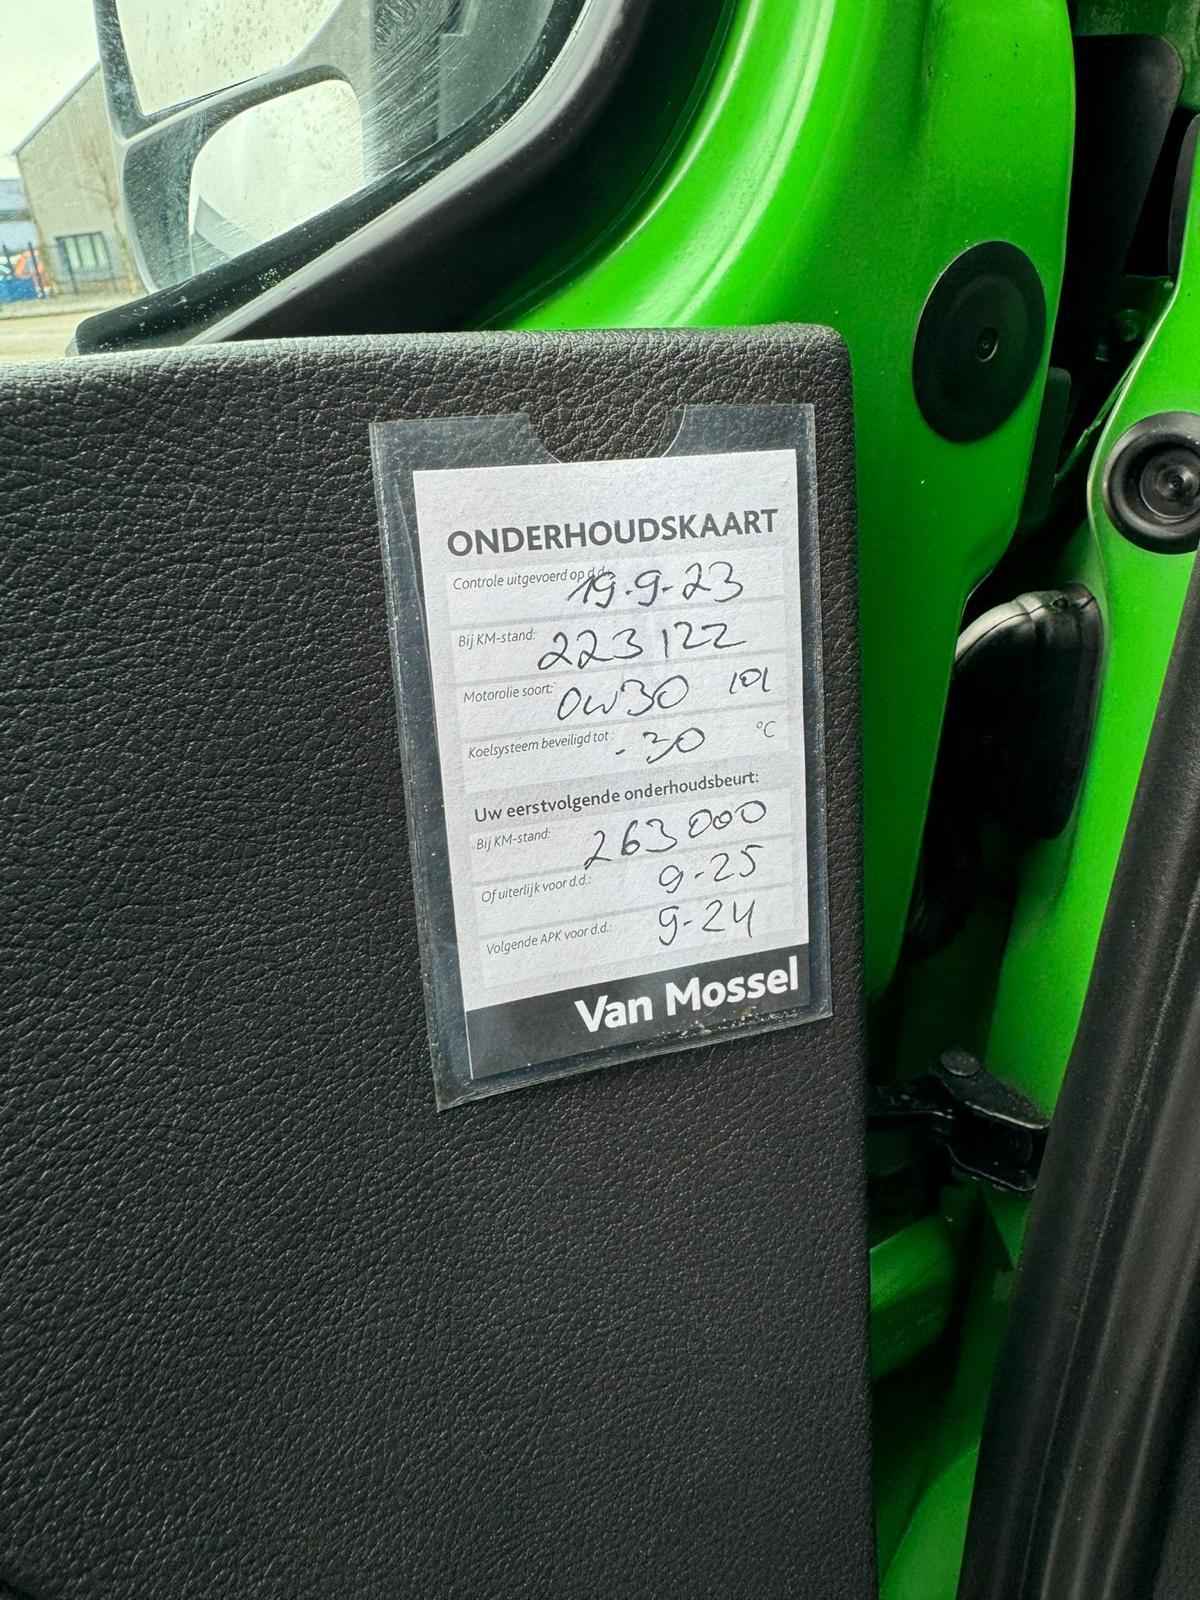 ONDERHOUDSKAART
Controle uitgevoerd op d.d.: 19-9-23
Bij KM-stand: 223122
Motorolie soort: 0w30 10l
Koelsysteem beveiligd tot: -30 °C
Uw eerstvolgende onderhoudsbeurt:
Bij KM-stand: 263000
Of uiterlijk voor d.d.: 9-25
Volgende APK voor d.d.: 9-24
Van Mossel